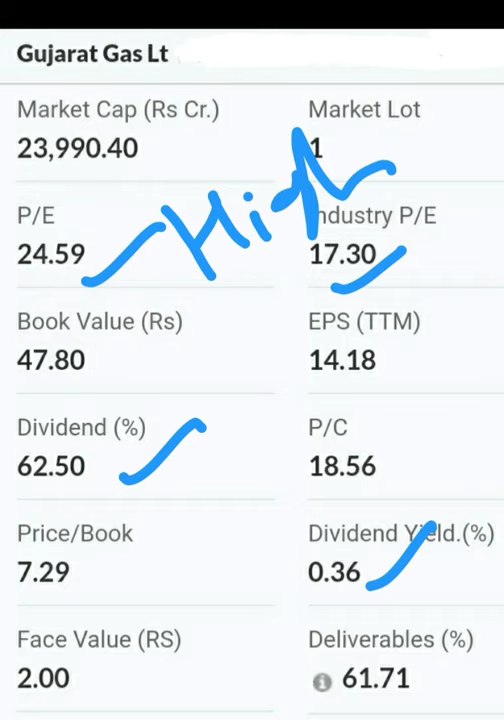 Gujarat Gas Lt
Market Cap (Rs Cr.) Market Lot
23,990.40 1
High
P/E Industry P/E
24.59 17.30
Book Value (Rs) EPS (TTM)
47.80 14.18
Dividend (%) P/C
62.50 18.56
Price/Book Dividend Yield.(%)
7.29 0.36
Face Value (RS) Deliverables (%)
2.00 61.71